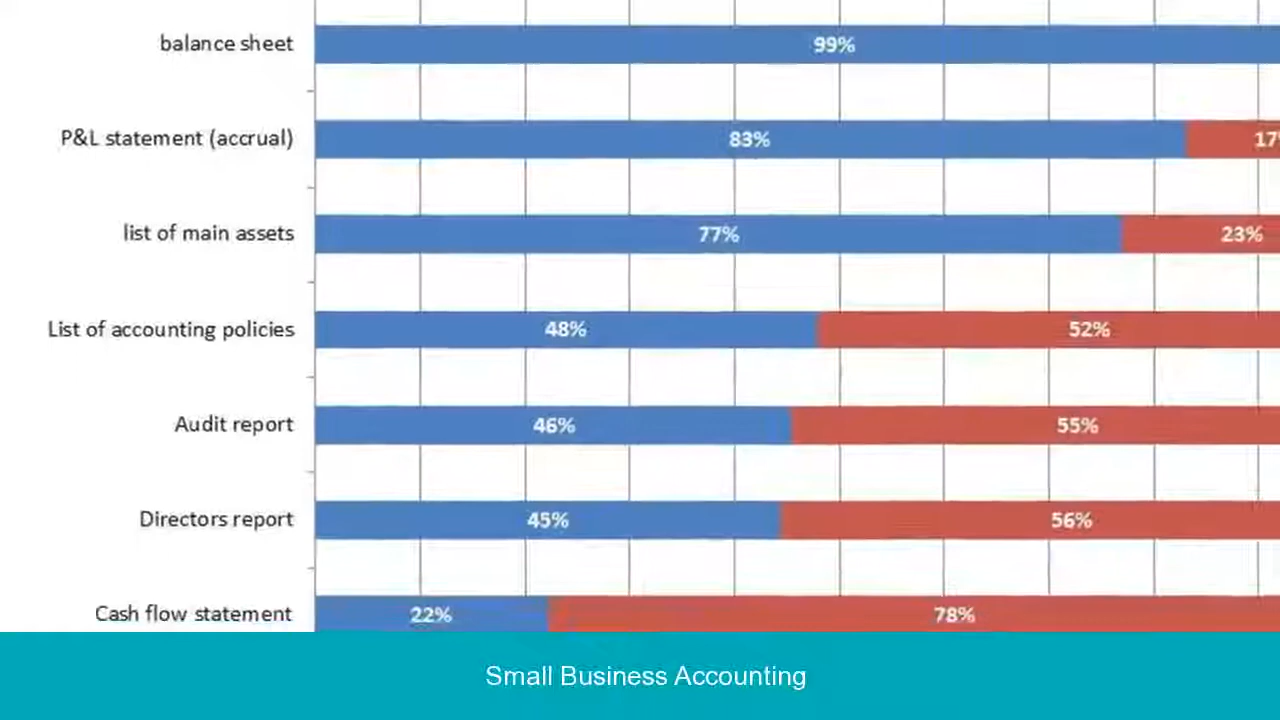 balance sheet 99%
P&L statement (accrual) 83% 17
list of main assets 77% 23%
List of accounting policies 48% 52%
Audit report 46% 55%
Directors report 45% 56%
Cash flow statement 22% 78%
Small Business Accounting